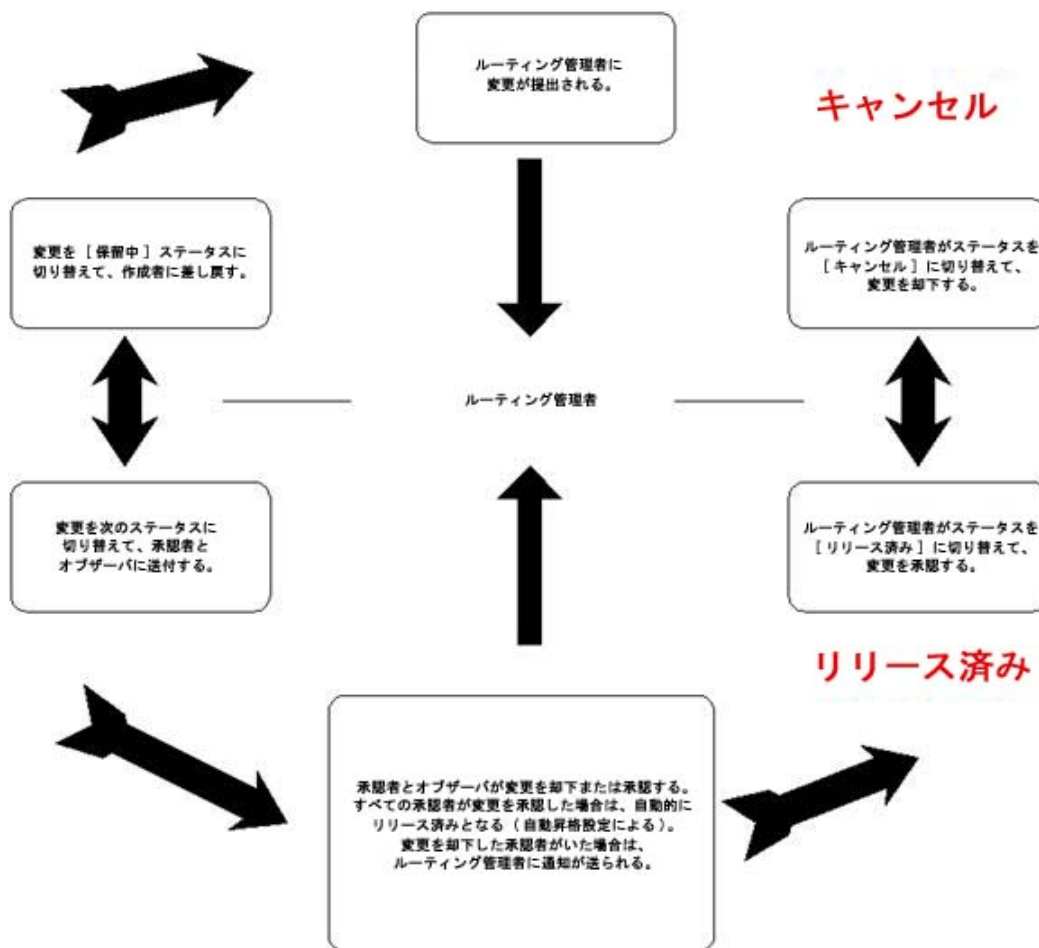 ルーティング管理者に
変更が提出される。
キャンセル
変更を [ 保留中 ] ステータスに
切り替えて、作成者に差し戻す。
ルーティング管理者がステータスを
[ キャンセル ] に切り替えて、
変更を却下する。
ルーティング管理者
変更を次のステータスに
切り替えて、承認者と
オブザーバに送付する。
ルーティング管理者がステータスを
[ リリース済み ] に切り替えて、
変更を承認する。
リリース済み
承認者とオブザーバが変更を却下または承認する。
すべての承認者が変更を承認した場合は、自動的に
リリース済みとなる ( 自動昇格設定による )。
変更を却下した承認者がいた場合は、
ルーティング管理者に通知が送られる。